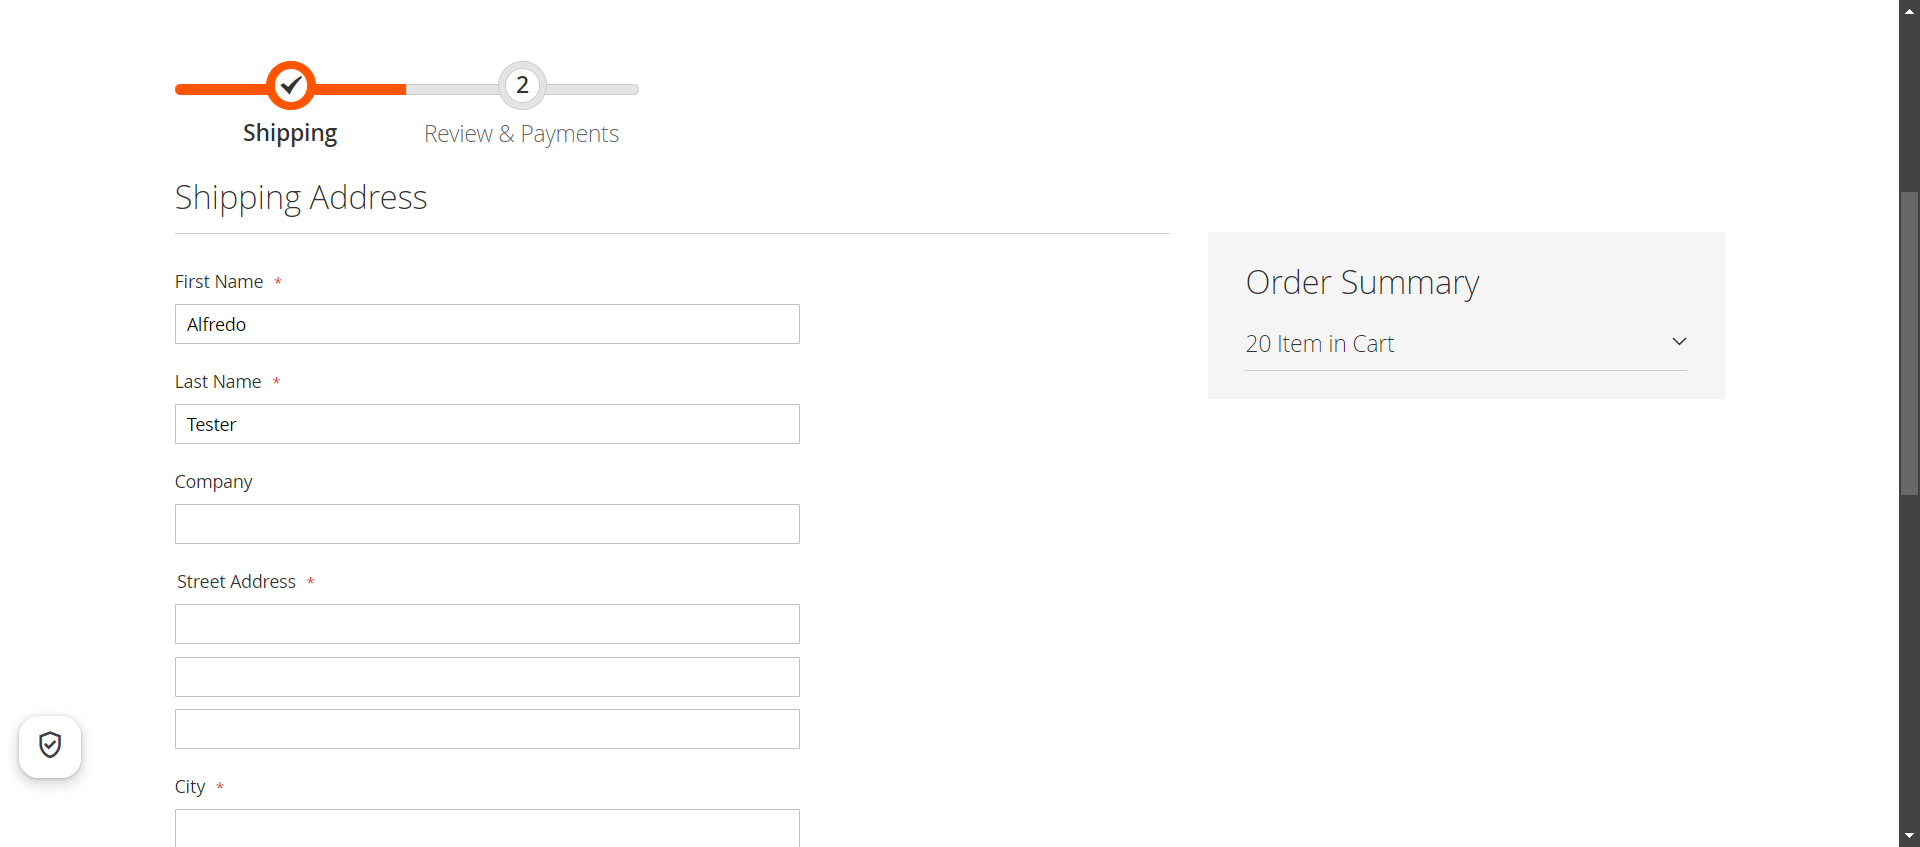 2
Shipping
Review & Payments
Shipping Address
First Name *
Alfredo
Last Name *
Tester
Company
Street Address *
City *
Order Summary
20 Item in Cart